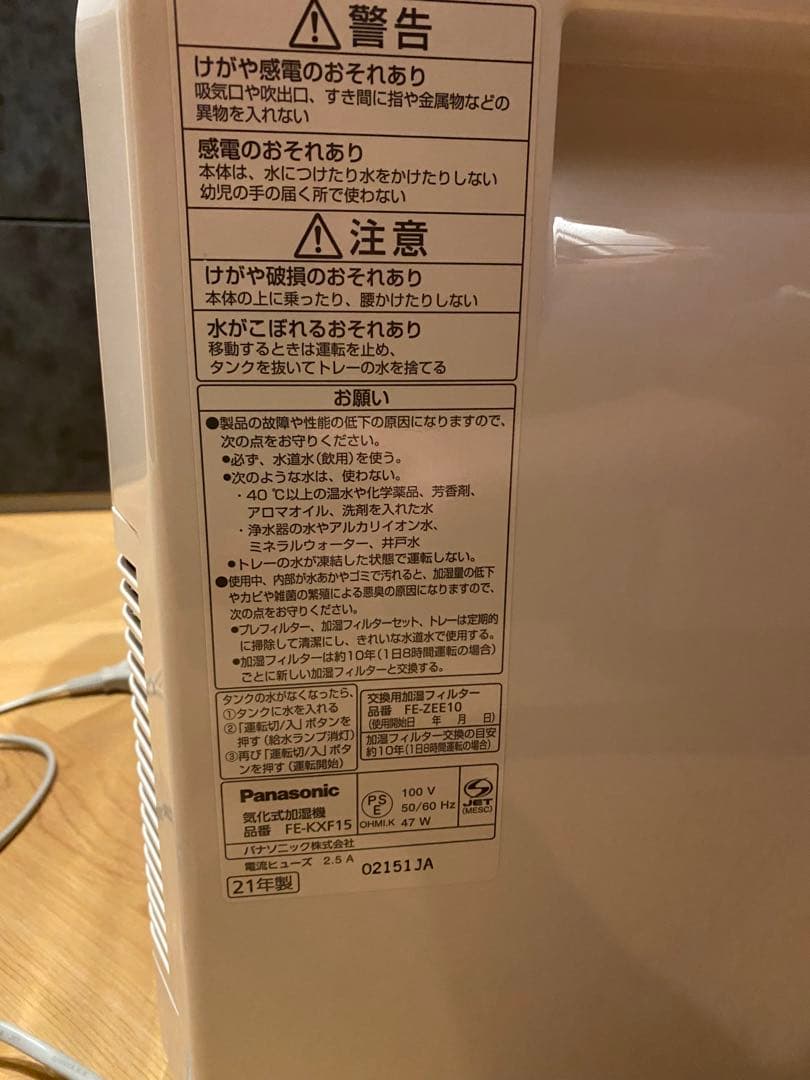 警告
けがや感電のおそれあり
吸気口や吹出口、すき間に指や金属物などの
異物を入れない
感電のおそれあり
本体は、水につけたり水をかけたりしない
幼児の手の届く所で使わない
注意
けがや破損のおそれあり
本体の上に乗ったり、腰かけたりしない
水がこぼれるおそれあり
移動するときは運転を止め、
タンクを抜いてトレーの水を捨てる
お願い
●製品の故障や性能の低下の原因になりますので、
次の点をお守りください。
●必ず、水道水(飲用)を使う。
●次のような水は、使わない。
・40 ℃以上の温水や化学薬品、芳香剤、
アロマオイル、洗剤を入れた水
・浄水器の水やアルカリイオン水、
ミネラルウォーター、井戸水
●トレーの水が凍結した状態で運転しない。
●使用中、内部が水あかやゴミで汚れると、加湿量の低下
やカビや雑菌の繁殖による悪臭の原因になりますので、
次の点をお守りください。
●プレフィルター、加湿フィルターセット、トレーは定期的
に掃除して清潔にし、きれいな水道水で使用する。
●加湿フィルターは約10年(1日8時間運転の場合)
ごとに新しい加湿フィルターと交換する。
タンクの水がなくなったら、
①タンクに水を入れる
②「運転切/入」ボタンを
押す(給水ランプ消灯)
③再び「運転切/入」ボタ
ンを押す(運転開始)
交換用加湿フィルター
品番 FE-ZEE10
(使用開始日 年 月 日)
加湿フィルター交換の目安
約10年(1日8時間運転の場合)
Panasonic
気化式加湿機
品番 FE-KXF15
PSE
OHMI.K
100 V
50/60 Hz
47 W
JET
(MESC)
パナソニック株式会社
電流ヒューズ 2.5 A
02151JA
21年製